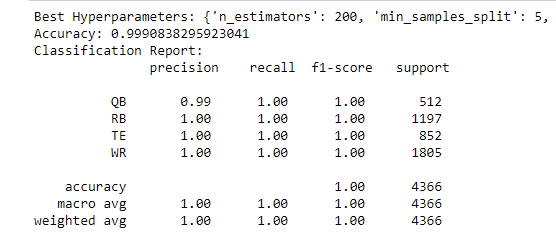 Best Hyperparameters: {'n_estimators': 200, 'min_samples_split': 5,
Accuracy: 0.9990838295923041
Classification Report:
precision recall f1-score support
QB 0.99 1.00 1.00 512
RB 1.00 1.00 1.00 1197
TE 1.00 1.00 1.00 852
WR 1.00 1.00 1.00 1805
accuracy 1.00 4366
macro avg 1.00 1.00 1.00 4366
weighted avg 1.00 1.00 1.00 4366